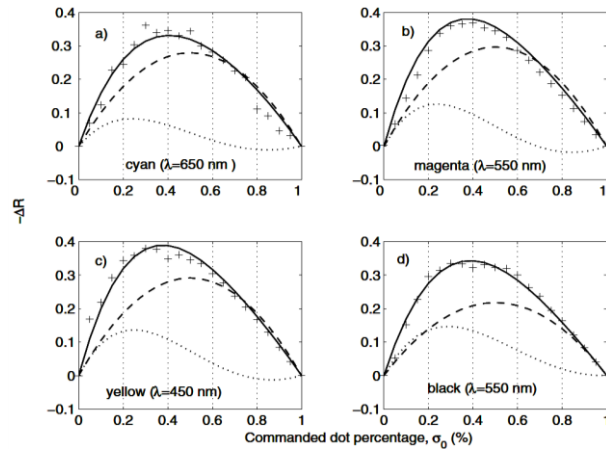 a)
0.4
0.3
0.2
0.1
0
−0.1
0 0.2 0.4 0.6 0.8 1
cyan (λ=650 nm )
b)
0.4
0.3
0.2
0.1
0
−0.1
0 0.2 0.4 0.6 0.8 1
magenta (λ=550 nm)
−ΔR
c)
0.4
0.3
0.2
0.1
0
−0.1
0 0.2 0.4 0.6 0.8 1
yellow (λ=450 nm)
d)
0.4
0.3
0.2
0.1
0
−0.1
0 0.2 0.4 0.6 0.8 1
black (λ=550 nm)
Commanded dot percentage, σ₀ (%)